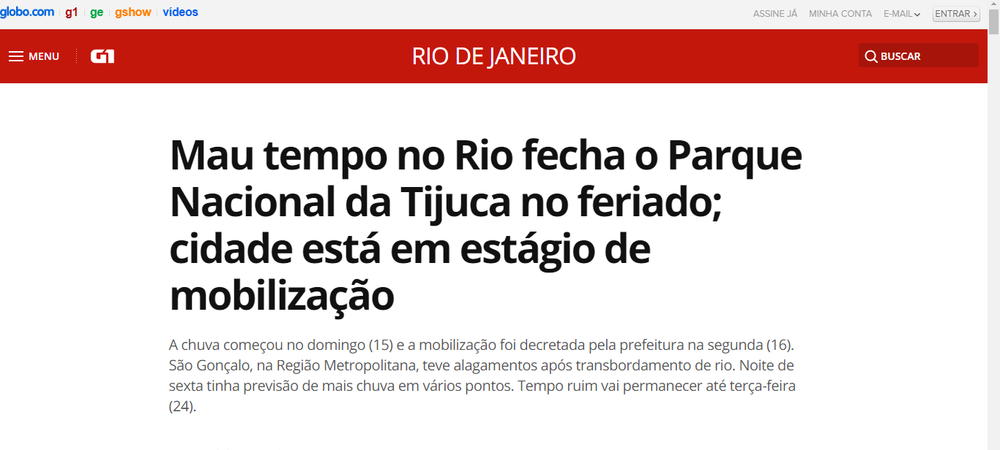 globo.com g1 ge gshow vídeos ASSINE JÁ MINHA CONTA E-MAIL ENTRAR ›
MENU G1 RIO DE JANEIRO BUSCAR
Mau tempo no Rio fecha o Parque
Nacional da Tijuca no feriado;
cidade está em estágio de
mobilização
A chuva começou no domingo (15) e a mobilização foi decretada pela prefeitura na segunda (16).
São Gonçalo, na Região Metropolitana, teve alagamentos após transbordamento de rio. Noite de
sexta tinha previsão de mais chuva em vários pontos. Tempo ruim vai permanecer até terça-feira
(24).